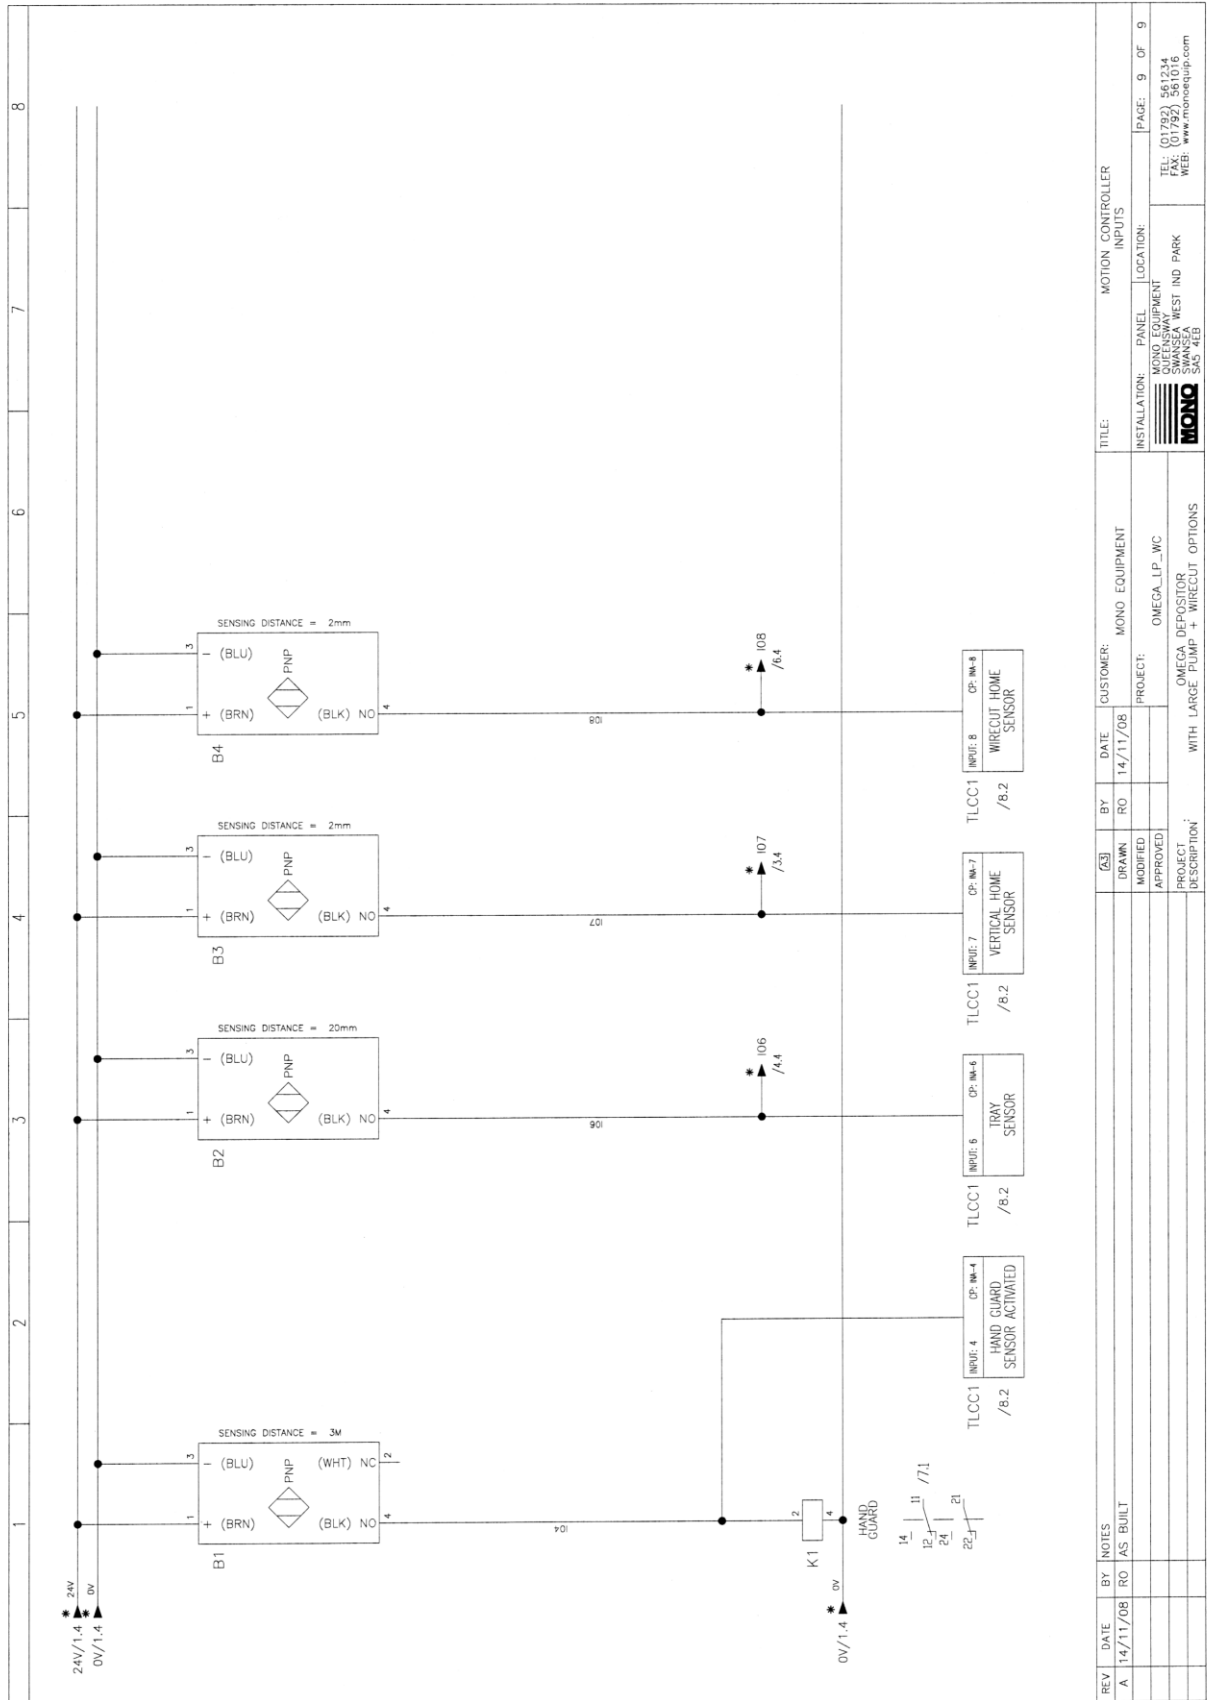 1
2
3
4
5
6
7
8
24V/1.4 * 24V
0V/1.4 * 0V
B1
SENSING DISTANCE = 3M
1
3
+ (BRN)
- (BLU)
PNP
(BLK) NO
(WHT) NC
4
2
104
K1
2
4
0V/1.4 * 0V
HAND
GUARD
14
11
/7.1
12
24
21
22
TLCC1
/8.2
INPUT: 4 CP: INA-4
HAND GUARD
SENSOR ACTIVATED
B2
SENSING DISTANCE = 20mm
1
3
+ (BRN)
- (BLU)
PNP
(BLK) NO
4
106
* 106
/4.4
TLCC1
/8.2
INPUT: 6 CP: INA-6
TRAY
SENSOR
B3
SENSING DISTANCE = 2mm
1
3
+ (BRN)
- (BLU)
PNP
(BLK) NO
4
107
* 107
/3.4
TLCC1
/8.2
INPUT: 7 CP: INA-7
VERTICAL HOME
SENSOR
B4
SENSING DISTANCE = 2mm
1
3
+ (BRN)
- (BLU)
PNP
(BLK) NO
4
108
* 108
/6.4
TLCC1
/8.2
INPUT: 8 CP: INA-8
WIRECUT HOME
SENSOR
REV DATE BY NOTES
A 14/11/08 RO AS BUILT
A3 BY DATE
DRAWN RO 14/11/08
MODIFIED
APPROVED
CUSTOMER:
MONO EQUIPMENT
PROJECT:
OMEGA_LP_WC
PROJECT
DESCRIPTION:
OMEGA DEPOSITOR
WITH LARGE PUMP + WIRECUT OPTIONS
TITLE:
MOTION CONTROLLER
INPUTS
INSTALLATION: PANEL
LOCATION:
PAGE: 9 OF 9
MONO
MONO EQUIPMENT
QUEENSWAY
SWANSEA WEST IND PARK
SWANSEA
SA5 4EB
TEL: (01792) 561234
FAX: (01792) 561016
WEB: www.monoequip.com